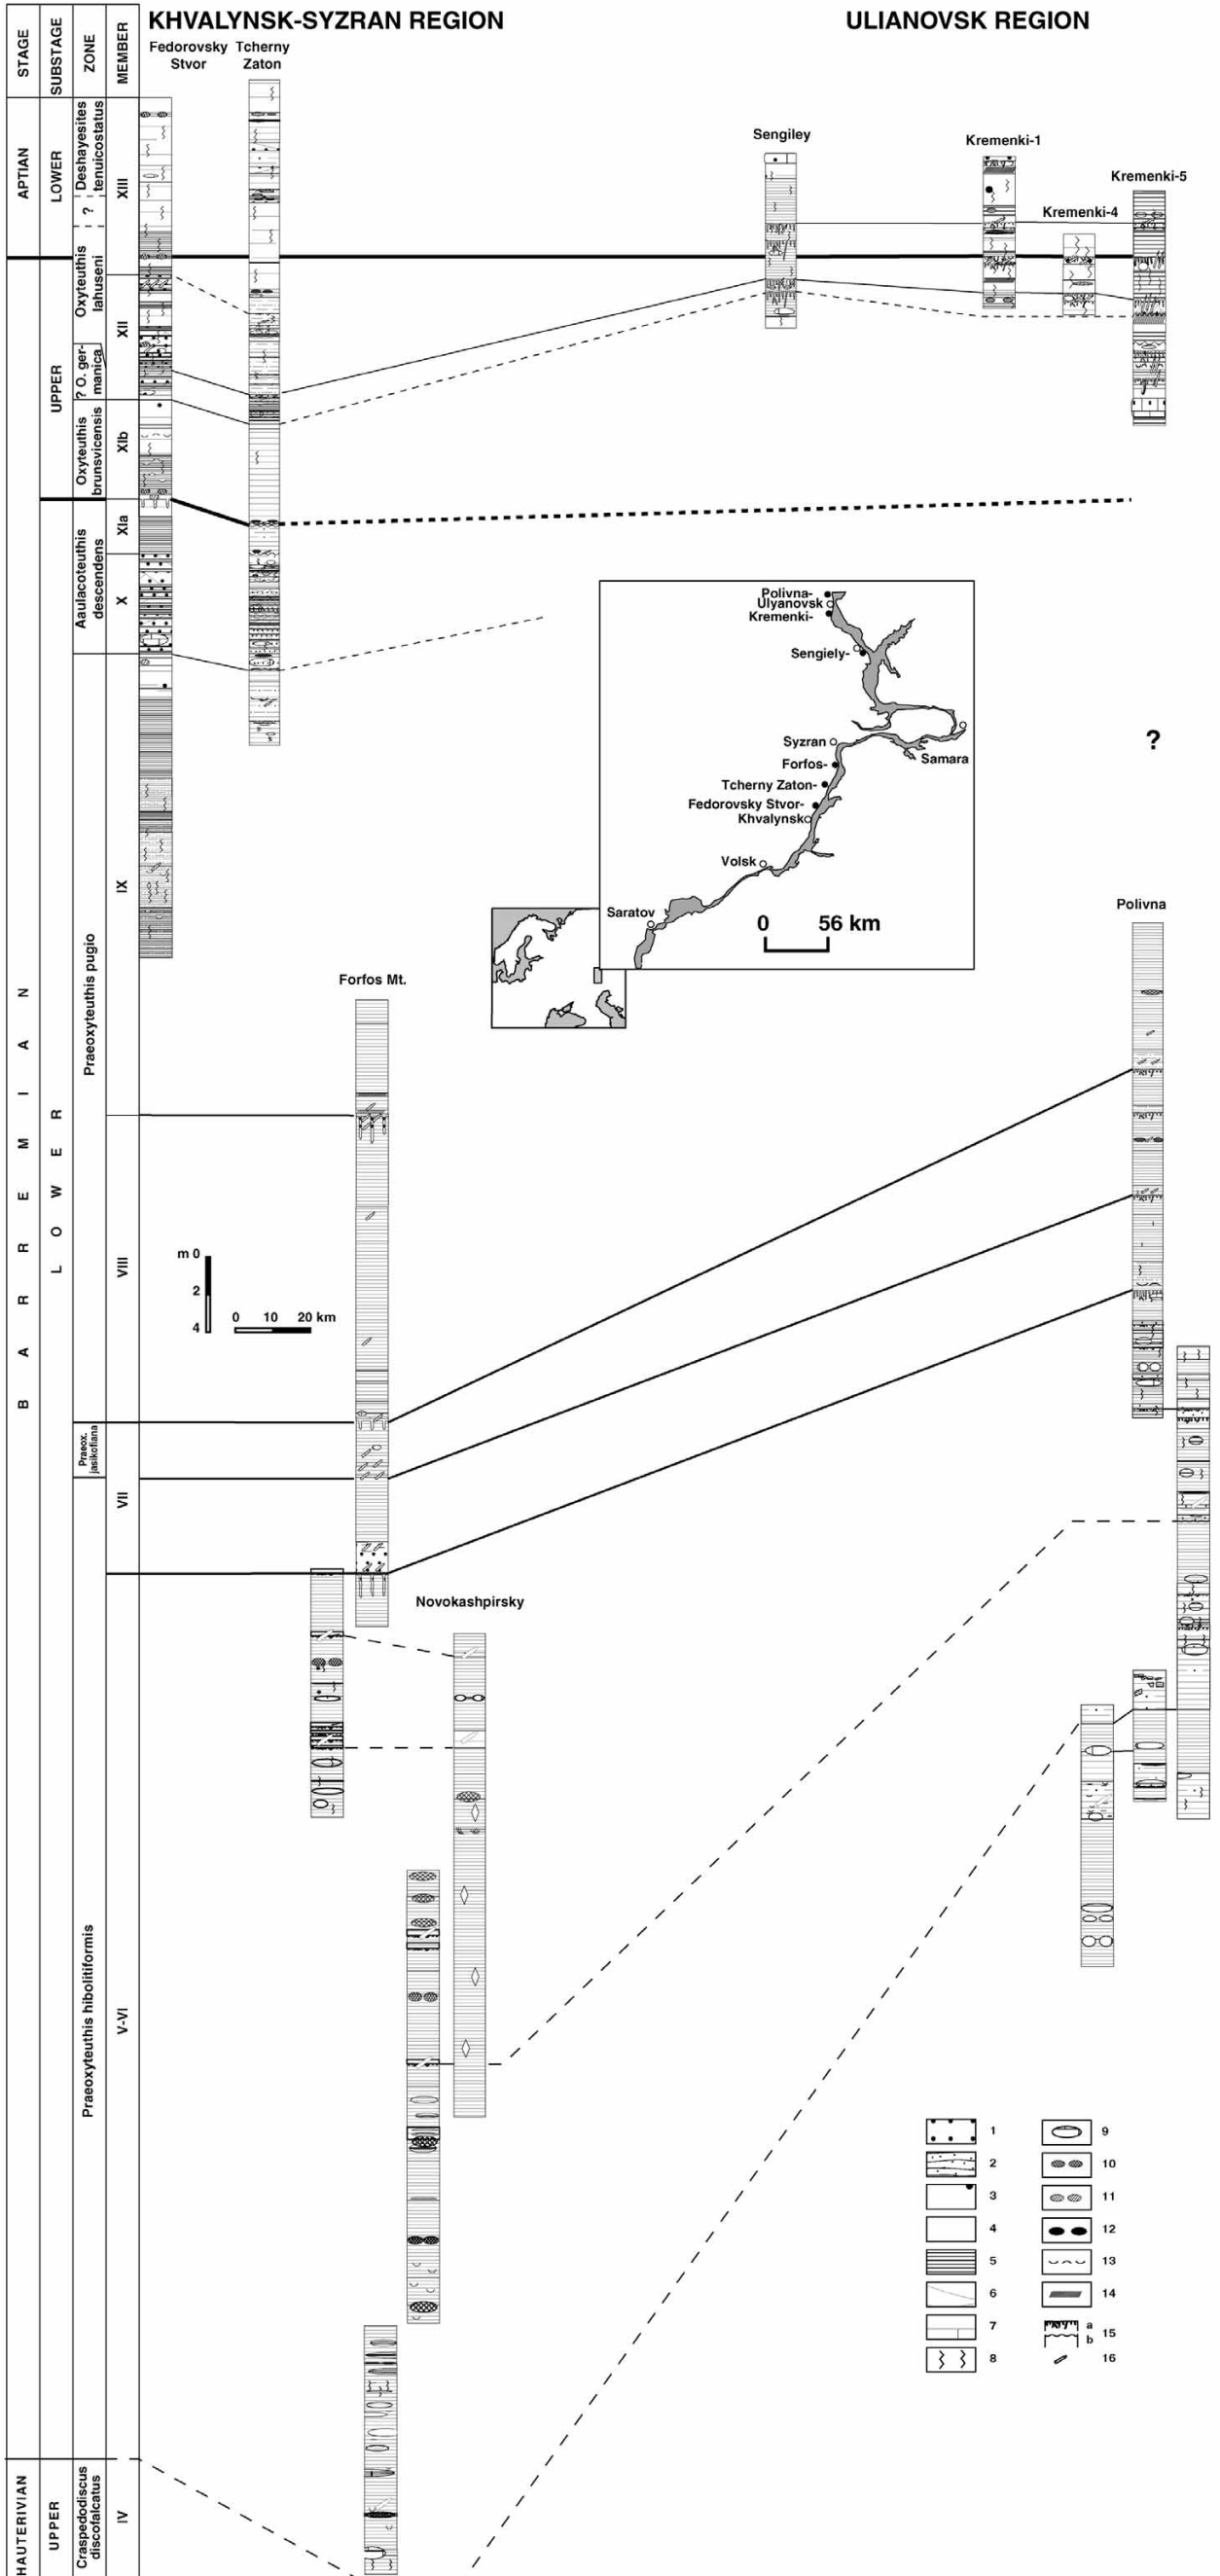 KHVALYNSK-SYZRAN REGION
ULIANOVSK REGION
STAGE
SUBSTAGE
ZONE
MEMBER
Fedorovsky
Stvor
Tcherny
Zaton
Sengiley
Kremenki-1
Kremenki-4
Kremenki-5
APTIAN
LOWER
Deshayesites
tenuicostatus
?
XIII
UPPER
Oxyteuthis
lahuseni
XII
? O. ger-
manica
Oxyteuthis
brunsvicensis
XIb
Aaulacoteuthis
descendens
XIa
X
BARREMIAN
LOWER
Praeoxyteuthis pugio
IX
VIII
Praeox.
jasikofiana
VII
Praeoxyteuthis hibolitiformis
V-VI
HAUTERIVIAN
UPPER
Craspedodiscus
discofalcatus
IV
Polivna-
Ulyanovsk
Kremenki-
Sengiely-
Syzran
Samara
Forfos-
Tcherny Zaton-
Fedorovsky Stvor-
Khvalynsk
Volsk
Saratov
0 56 km
?
Polivna
Forfos Mt.
m 0
2
4
0 10 20 km
Novokashpirsky
1
2
3
4
5
6
7
8
9
10
11
12
13
14
a
b
15
16